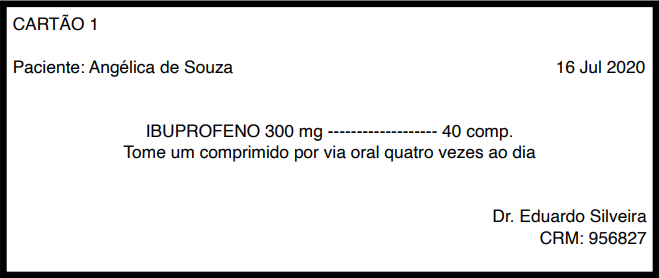 CARTÃO 1
Paciente: Angélica de Souza 16 Jul 2020
IBUPROFENO 300 mg ------------------- 40 comp.
Tome um comprimido por via oral quatro vezes ao dia
Dr. Eduardo Silveira
CRM: 956827